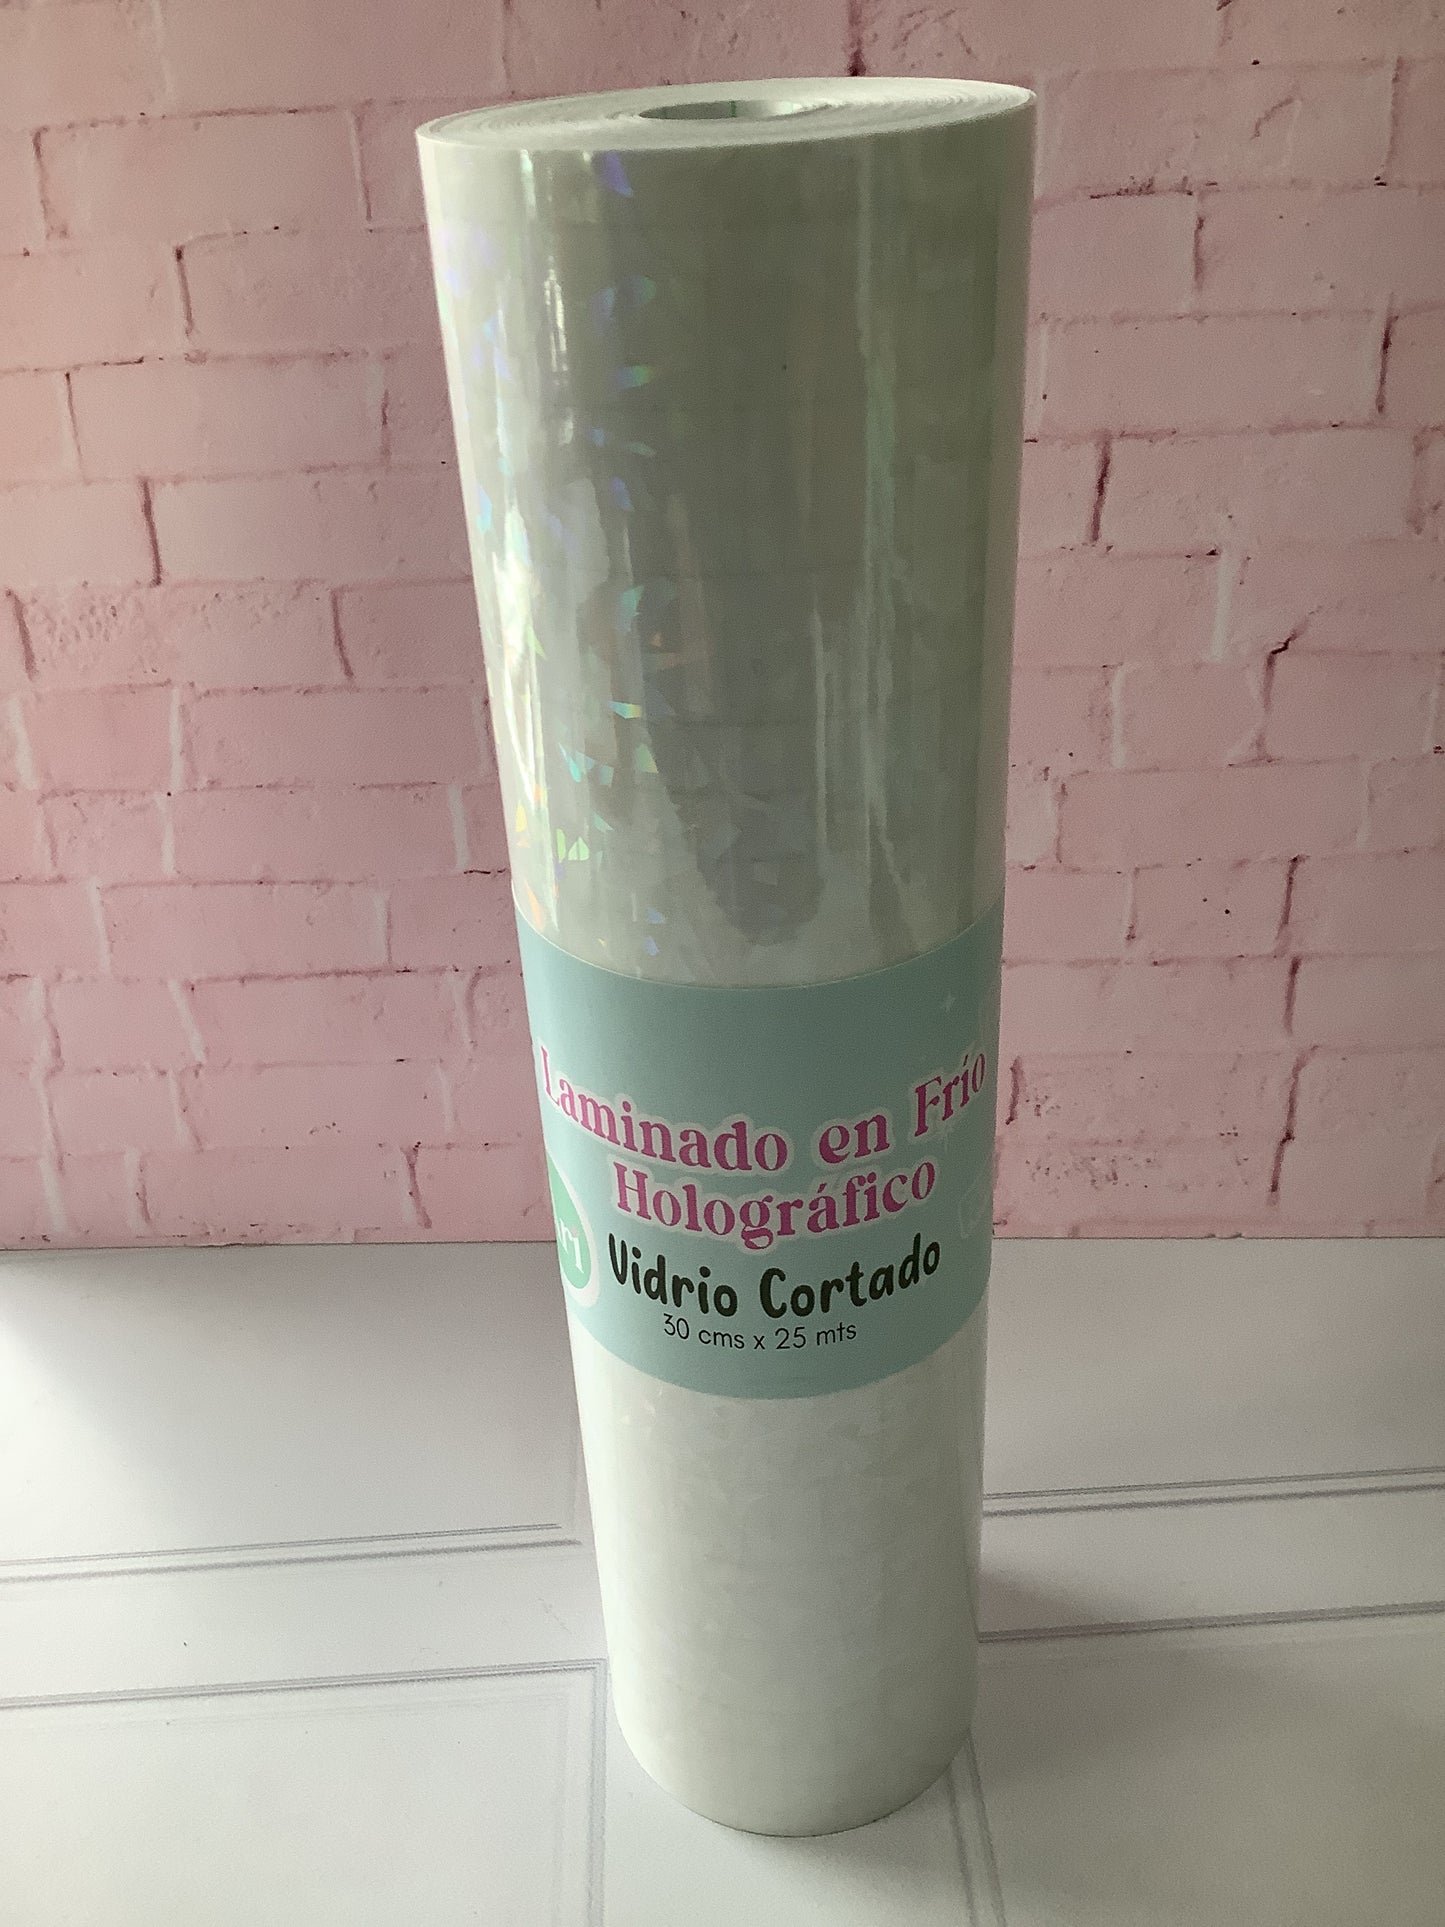 Laminado en Frío
Holográfico
Vidrio Cortado
30 cms x 25 mts